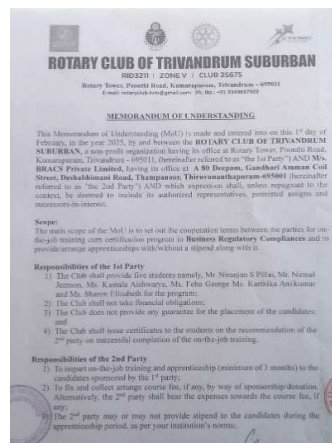 ROTARY CLUB OF TRIVANDRUM SUBURBAN
RID3211 / ZONE V / CLUB 25675
Rotary Tower, Poonthi Road, Kumarapuram, Trivandrum - 695011
MEMORANDUM OF UNDERSTANDING
This Memorandum of Understanding (MoU) is made and entered into on this 1st day of
February, in the year 2025, by and between the ROTARY CLUB OF TRIVANDRUM
SUBURBAN, a non-profit organization having its office at Rotary Tower, Poonthi Road,
Kumarapuram, Trivandrum - 695011, (hereinafter referred to as "the 1st Party") AND M/s.
BRACS Private Limited, having its office at A 80 Deepam, Gandhari Amman Coil
Street, Deshabhimani Road, Thampanoor, Thiruvananthapuram-695001 (hereinafter
referred to as "the 2nd Party") AND which expression shall, unless repugnant to the
context, be deemed to include its authorized representatives, permitted assigns and
successors-in-interest.
Scope:
The main scope of the MoU is to set out the cooperation terms between the parties for on-
the-job training cum certification program in Business Regulatory Compliances and to
provide/arrange apprenticeships with/without a stipend along with it.
Responsibilities of the 1st Party
1) The Club shall provide five students namely, Mr. Niranjan S Pillai, Mr. Nirmal
Jeemon, Ms. Kamala Aishwarya, Ms. Feba George Ms. Karthika Anilkumar
and Ms. Sharon Elizabeth for the program;
2) The Club shall not take financial obligations;
3) The Club does not provide any guarantee for the placement of the candidates;
and
4) The Club shall issue certificates to the students on the recommendation of the
2nd party on successful completion of the on-the-job training.
Responsibilities of the 2nd Party
1) To impart on-the-job training and apprenticeship (minimum of 3 months) to the
candidates sponsored by the 1st party;
2) To fix and collect arrange course fee, if any, by way of sponsorship/donation.
Alternatively, the 2nd party shall bear the expenses towards the course fee, if
any;
3) The 2nd party may or may not provide stipend to the candidates during the
apprenticeship period, as per your institution's norms;